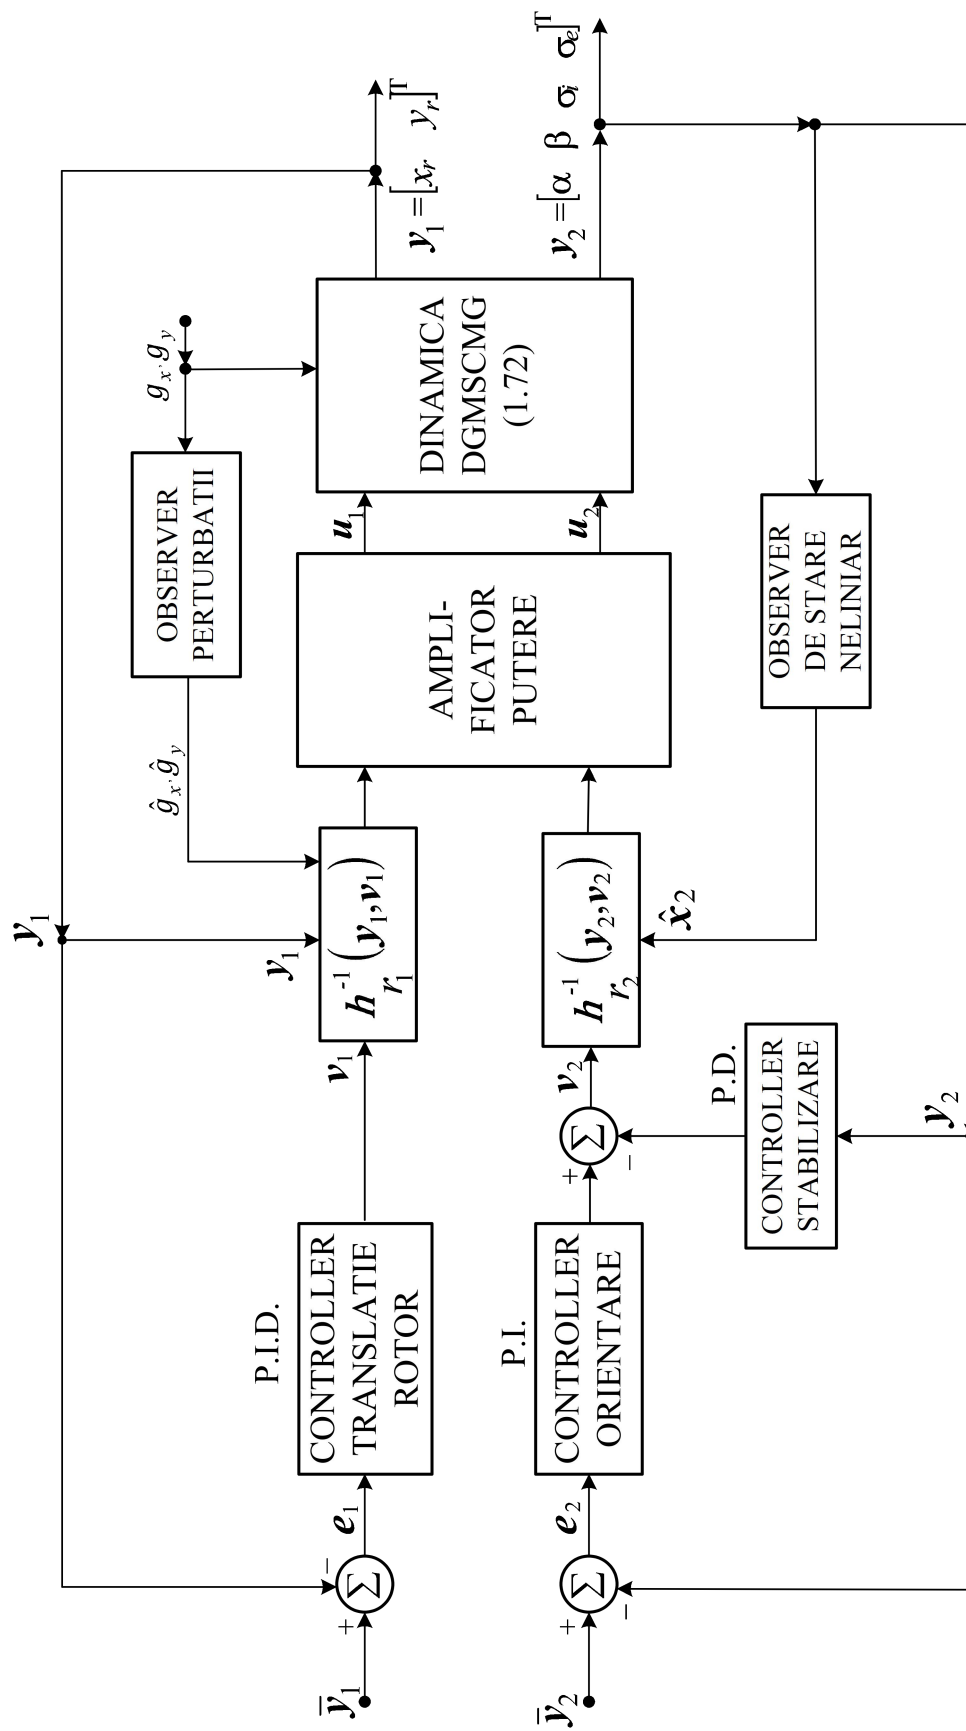 y₁
gₓ, g_y
OBSERVER
PERTURBATII
ĝₓ, ĝ_y
y₁
ȳ₁
+
−
Σ
e₁
P.I.D.
CONTROLLER
TRANSLATIE
ROTOR
v₁
h⁻¹r₁(y₁,v₁)
AMPLI-
FICATOR
PUTERE
u₁
u₂
DINAMICA
DGMSCMG
(1.72)
y₁=[xᵣ yᵣ]ᵀ
y₂=[α β σᵢ σₑ]ᵀ
ȳ₂
+
−
Σ
e₂
P.I.
CONTROLLER
ORIENTARE
+
−
Σ
v₂
h⁻¹r₂(y₂,v₂)
x̂₂
P.D.
CONTROLLER
STABILIZARE
OBSERVER
DE STARE
NELINIAR
y₂